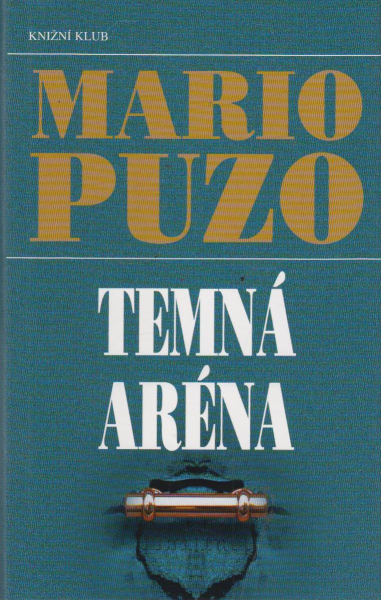 KNIŽNÍ KLUB
MARIO
PUZO
TEMNÁ
ARÉNA